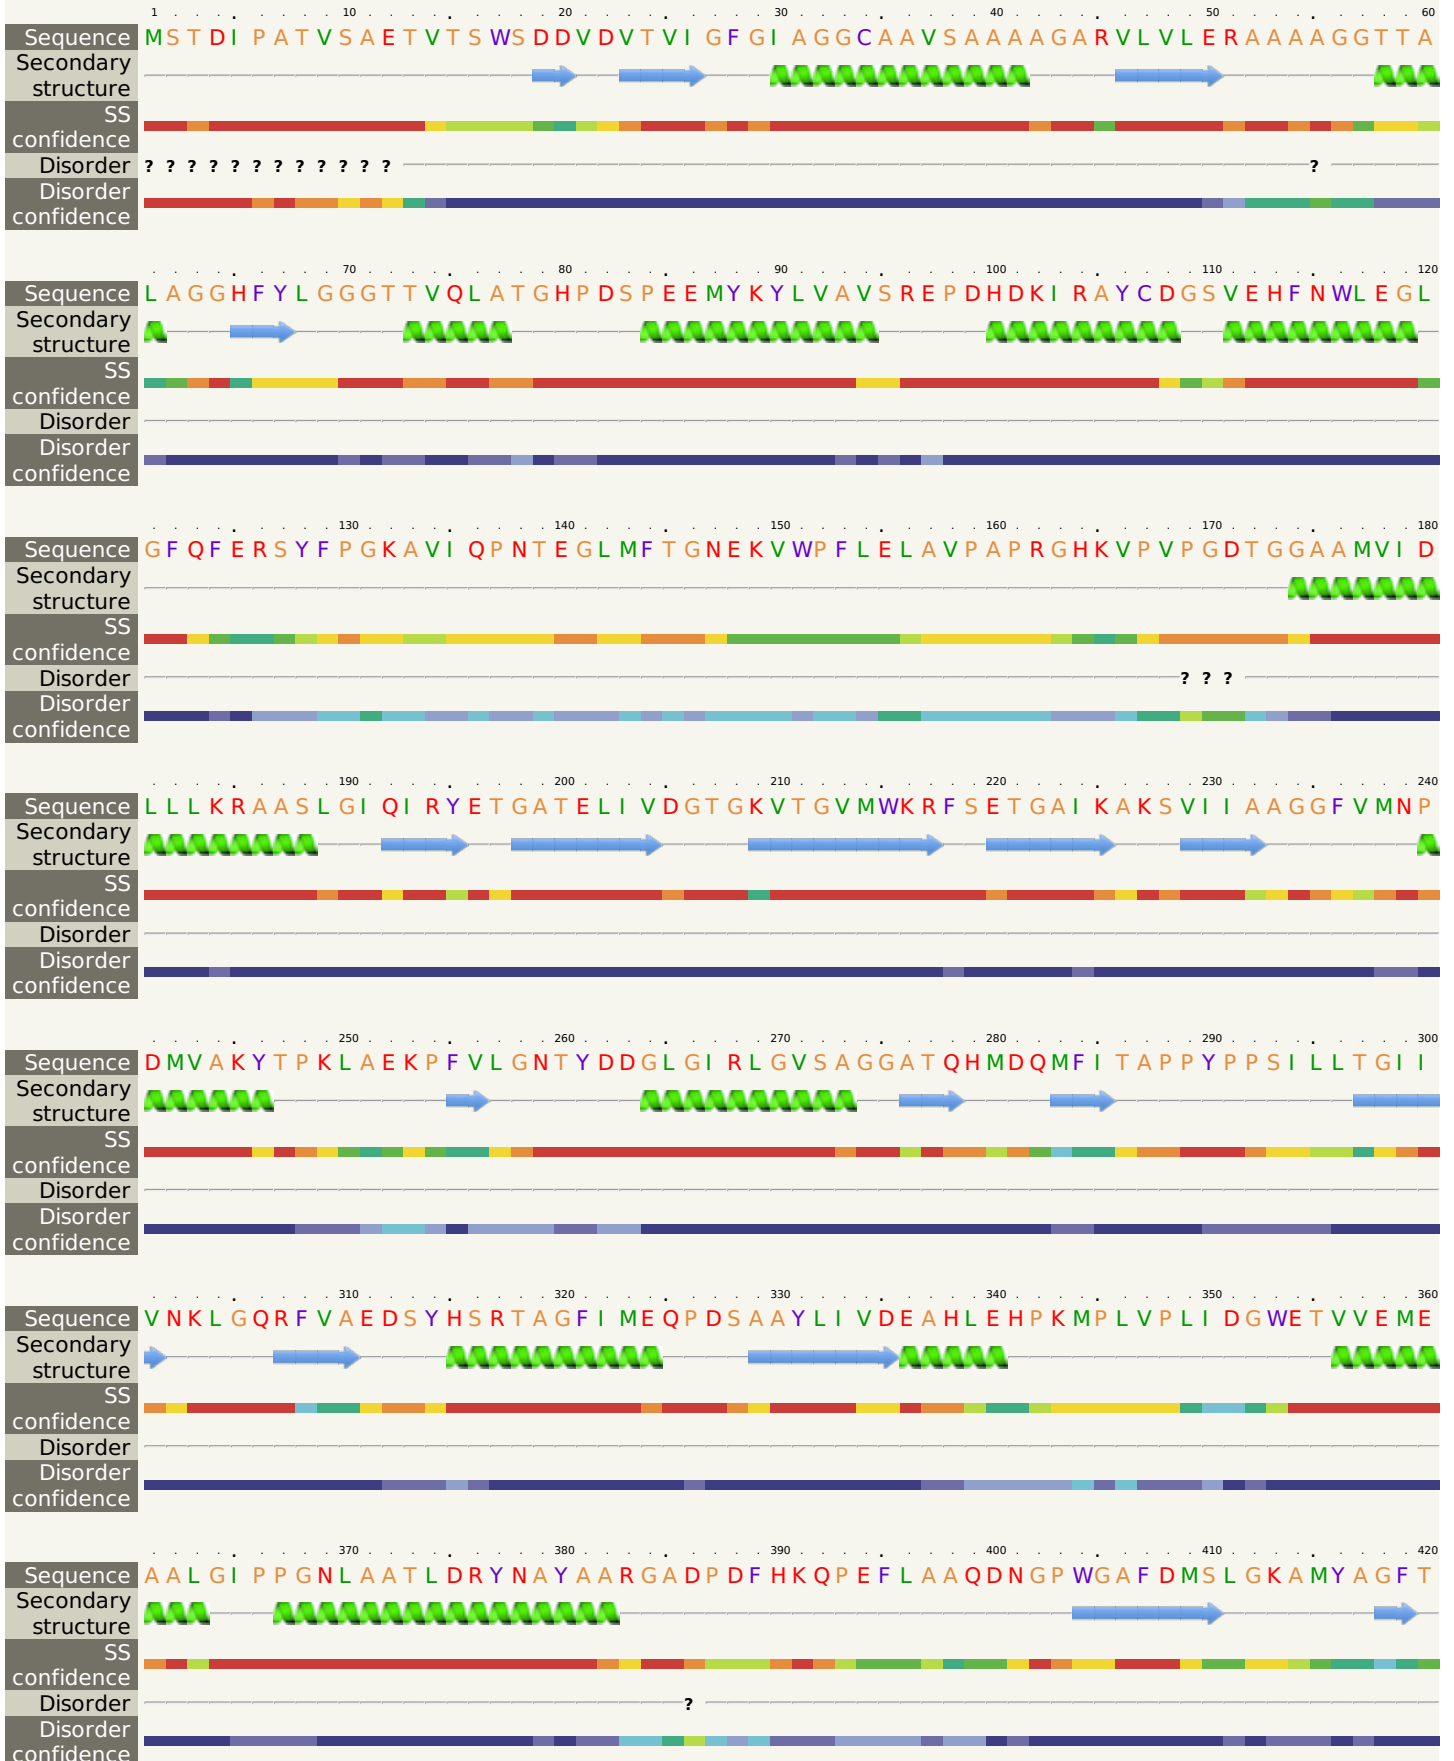 1 10 20 30 40 50 60
Sequence MSTDIPATVSAETVTSWSDDVDVTVIGFGIAGGCAAVSAAAAGARVLVLERAAAAGGTTA
Secondary
structure
SS
confidence
Disorder ? ? ? ? ? ? ? ? ? ? ? ? ?
Disorder
confidence
70 80 90 100 110 120
Sequence LAGGHFYLGGGTTVQLATGHPDSPEEMYKYLVAVSREPDHDKIRAYCDGSVEHFNWLEGL
Secondary
structure
SS
confidence
Disorder
Disorder
confidence
130 140 150 160 170 180
Sequence GFQFERSYFPGKAVIQPNTEGLMFTGNEKVWPFLELAVPAPRGHKVPVPGDTGGAAMVID
Secondary
structure
SS
confidence
Disorder ? ? ?
Disorder
confidence
190 200 210 220 230 240
Sequence LLLKRAASLGIQIRYETGATELIVDGTGKVTGVMWKRFSETGAIKAKSVIIAAGGFVMNP
Secondary
structure
SS
confidence
Disorder
Disorder
confidence
250 260 270 280 290 300
Sequence DMVAKYTPKLAEKPFVLGNTYDDGLGIRLGVSAGGATQHMDQMFITAPPYPPSILLTGII
Secondary
structure
SS
confidence
Disorder
Disorder
confidence
310 320 330 340 350 360
Sequence VNKLGQRFVAEDSYHSRTAGFIMEQPDSAAYLIVDEAHLEHPKMPLVPLIDGWETVVEME
Secondary
structure
SS
confidence
Disorder
Disorder
confidence
370 380 390 400 410 420
Sequence AALGIPPGNLAATLDRYNAYAARGADPDFHKQPEFLAAQDNGPWGAFDMSLGKAMYAGFT
Secondary
structure
SS
confidence
Disorder ?
Disorder
confidence